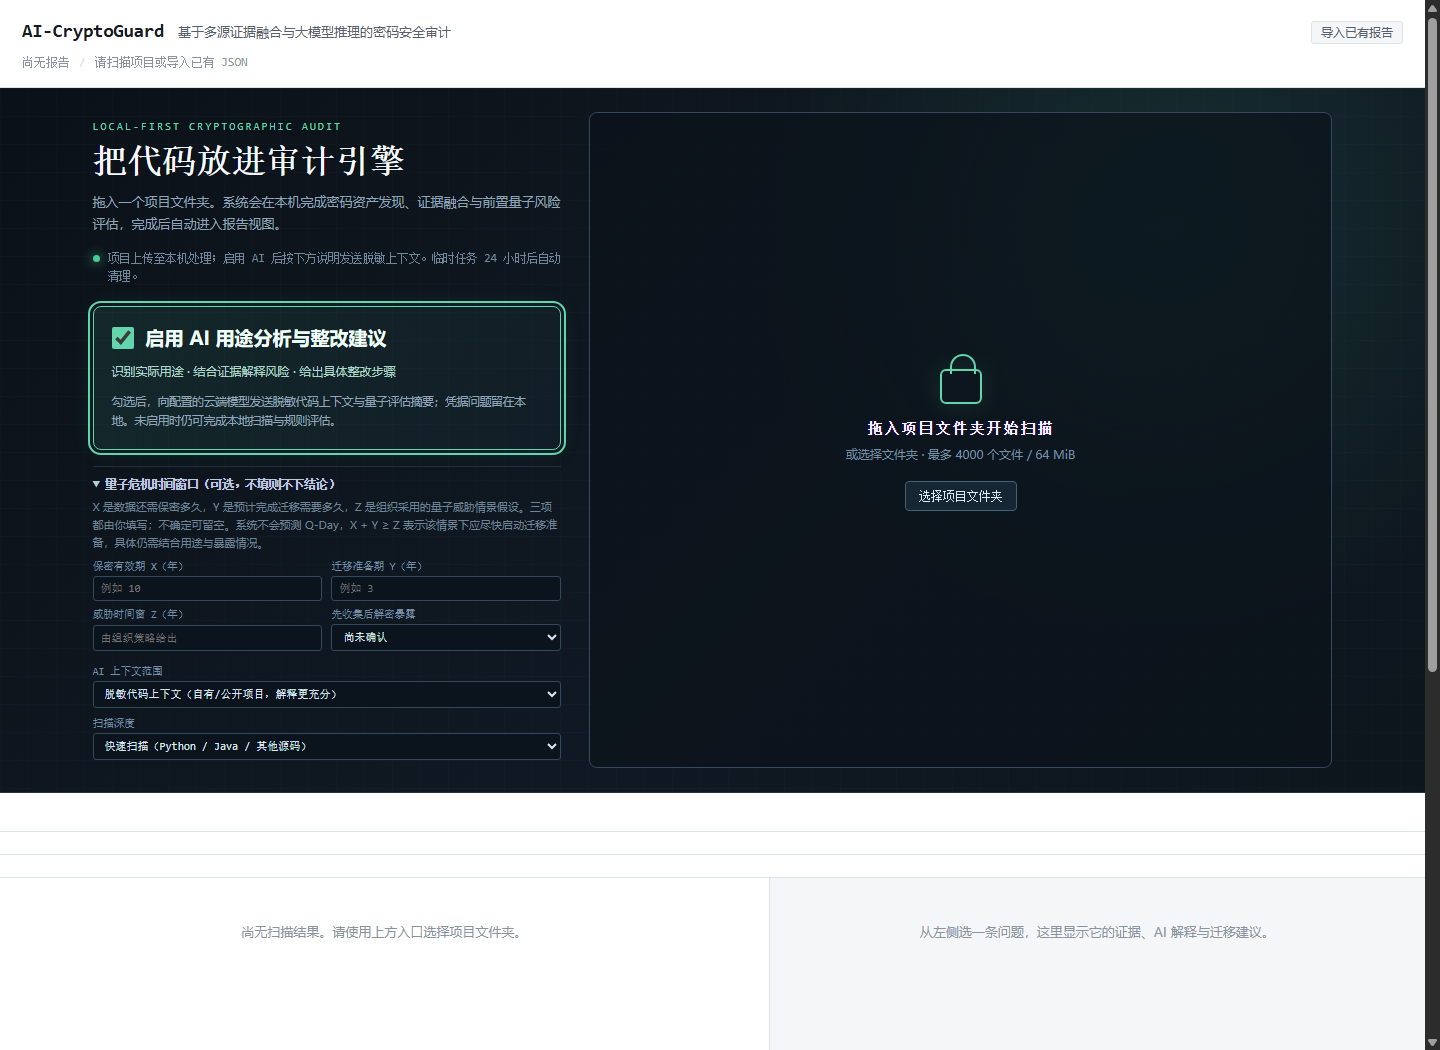 AI-CryptoGuard 基于多源证据融合与大模型推理的密码安全审计
导入已有报告
尚无报告 / 请扫描项目或导入已有 JSON
LOCAL-FIRST CRYPTOGRAPHIC AUDIT
把代码放进审计引擎
拖入一个项目文件夹。系统会在本机完成密码资产发现、证据融合与前置量子风险
评估，完成后自动进入报告视图。
项目上传至本机处理；启用 AI 后按下方说明发送脱敏上下文。临时任务 24 小时后自动
清理。
启用 AI 用途分析与整改建议
识别实际用途 · 结合证据解释风险 · 给出具体整改步骤
勾选后，向配置的云端模型发送脱敏代码上下文与量子评估摘要；凭据问题留在本
地。未启用时仍可完成本地扫描与规则评估。
▼ 量子危机时间窗口（可选，不填则不下结论）
X 是数据还需保密多久，Y 是预计完成迁移需要多久，Z 是组织采用的量子威胁情景假设。三项
都由你填写；不确定可留空。系统不会预测 Q-Day，X + Y ≥ Z 表示该情景下应尽快启动迁移准
备，具体仍需结合用途与暴露情况。
保密有效期 X（年）
迁移准备期 Y（年）
例如 10
例如 3
威胁时间窗 Z（年）
先收集后解密暴露
由组织策略给出
尚未确认
AI 上下文范围
脱敏代码上下文（自有/公开项目，解释更充分）
扫描深度
快速扫描（Python / Java / 其他源码）
拖入项目文件夹开始扫描
或选择文件夹 · 最多 4000 个文件 / 64 MiB
选择项目文件夹
尚无扫描结果。请使用上方入口选择项目文件夹。
从左侧选一条问题，这里显示它的证据、AI 解释与迁移建议。